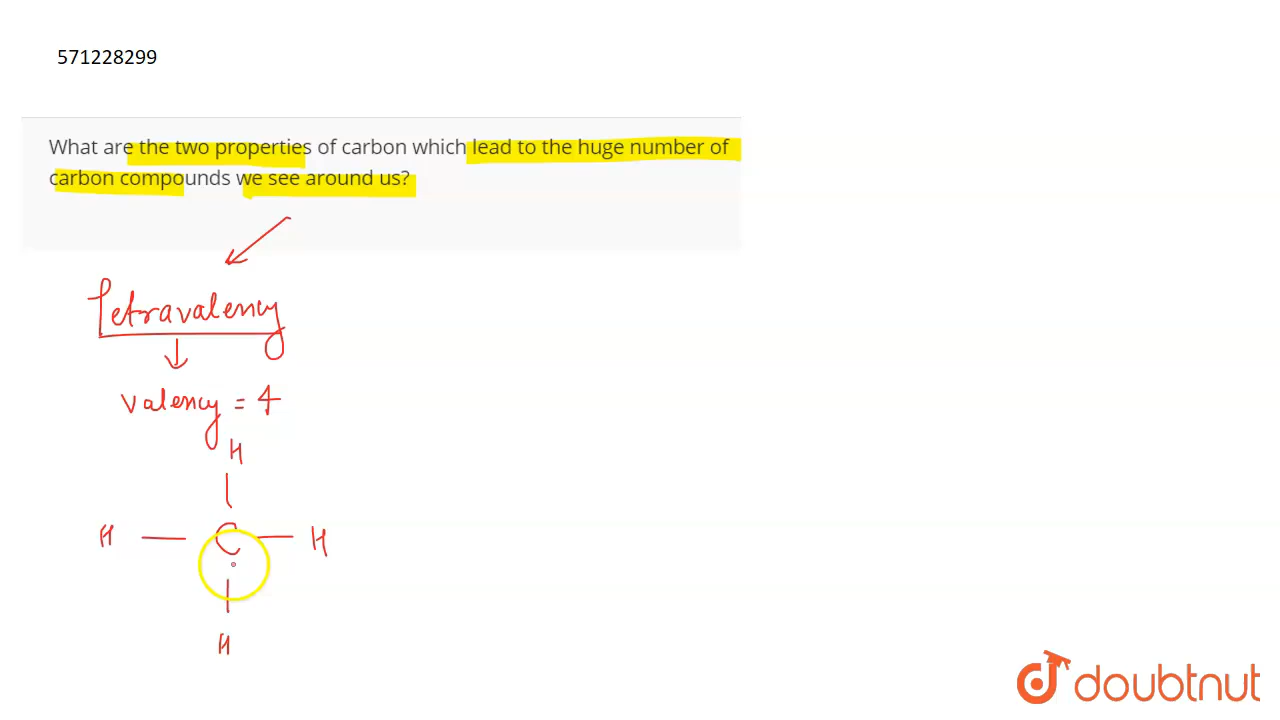 571228299
What are the two properties of carbon which lead to the huge number of
carbon compounds we see around us?
Tetravalency
valency = 4
H
H — C — H
H
doubtnut